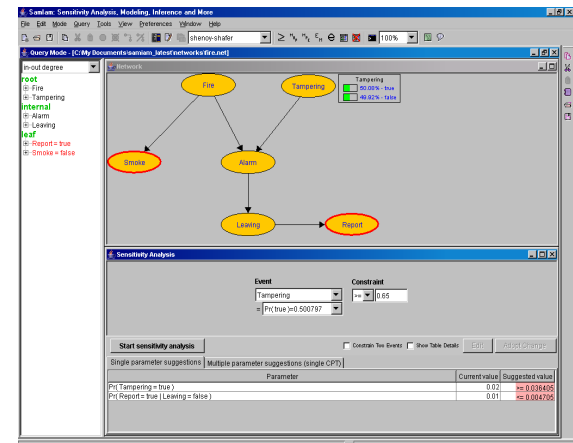 SamIam: Sensitivity Analysis, Modeling, Inference and More
File Edit Mode Query Tools View Preferences Window Help
shenoy-shafer
100%
Query Mode - [C:\My Documents\samiam_latest\networks\fire.net]
in-out degree
root
Fire
Tampering
internal
Alarm
Leaving
leaf
Report = true
Smoke = false
Network
Fire
Tampering
Tampering
50.08% - true
49.92% - false
Smoke
Alarm
Leaving
Report
Sensitivity Analysis
Event
Constraint
Tampering
>= 0.65
= Pr( true )=0.500797
Start sensitivity analysis
Constrain Two Events
Show Table Details
Edit
Adopt Change
Single parameter suggestions
Multiple parameter suggestions (single CPT)
Parameter Current value Suggested value
Pr( Tampering = true ) 0.02 >= 0.036405
Pr( Report = true | Leaving = false ) 0.01 <= 0.004705